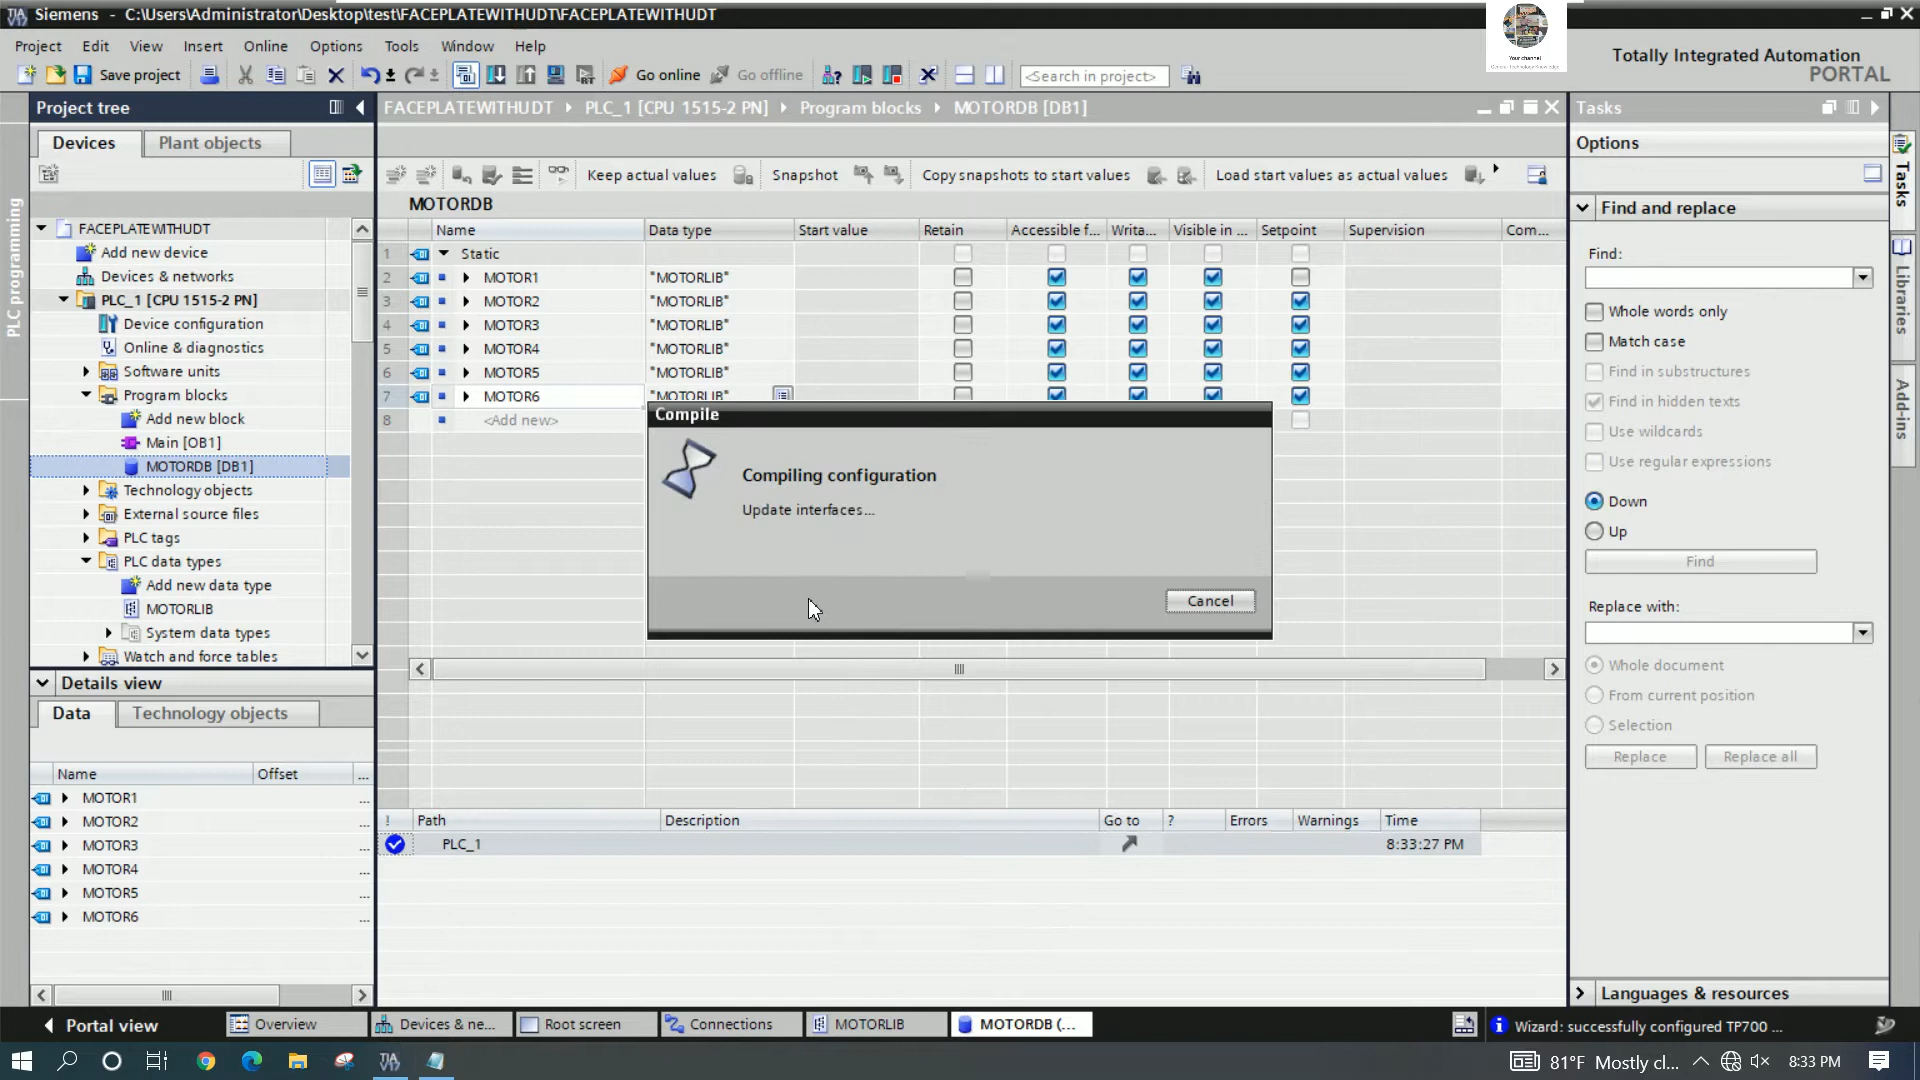 Siemens - C:\Users\Administrator\Desktop\test\FACEPLATEWITHUDT\FACEPLATEWITHUDT
Project Edit View Insert Online Options Tools Window Help
Save project
Go online
Go offline
<Search in project>
Your channel
Totally Integrated Automation
PORTAL
Project tree
FACEPLATEWITHUDT PLC_1 [CPU 1515-2 PN] Program blocks MOTORDB [DB1]
Tasks
Devices
Plant objects
Options
Keep actual values
Snapshot
Copy snapshots to start values
Load start values as actual values
PLC programming
MOTORDB
Name Data type Start value Retain Accessible f... Writa... Visible in ... Setpoint Supervision Com...
1 Static
2 MOTOR1 "MOTORLIB"
3 MOTOR2 "MOTORLIB"
4 MOTOR3 "MOTORLIB"
5 MOTOR4 "MOTORLIB"
6 MOTOR5 "MOTORLIB"
7 MOTOR6 "MOTORLIB"
8 <Add new>
FACEPLATEWITHUDT
Add new device
Devices & networks
PLC_1 [CPU 1515-2 PN]
Device configuration
Online & diagnostics
Software units
Program blocks
Add new block
Main [OB1]
MOTORDB [DB1]
Technology objects
External source files
PLC tags
PLC data types
Add new data type
MOTORLIB
System data types
Watch and force tables
Compile
Compiling configuration
Update interfaces...
Cancel
Find and replace
Find:
Whole words only
Match case
Find in substructures
Find in hidden texts
Use wildcards
Use regular expressions
Down
Up
Find
Replace with:
Whole document
From current position
Selection
Replace
Replace all
Languages & resources
Tasks
Libraries
Add-ins
Details view
Data
Technology objects
Name Offset ...
MOTOR1 ...
MOTOR2 ...
MOTOR3 ...
MOTOR4 ...
MOTOR5 ...
MOTOR6 ...
! Path Description Go to ? Errors Warnings Time
PLC_1 8:33:27 PM
Portal view
Overview
Devices & ne...
Root screen
Connections
MOTORLIB
MOTORDB (...
Wizard: successfully configured TP700 ...
81°F Mostly cl... 8:33 PM